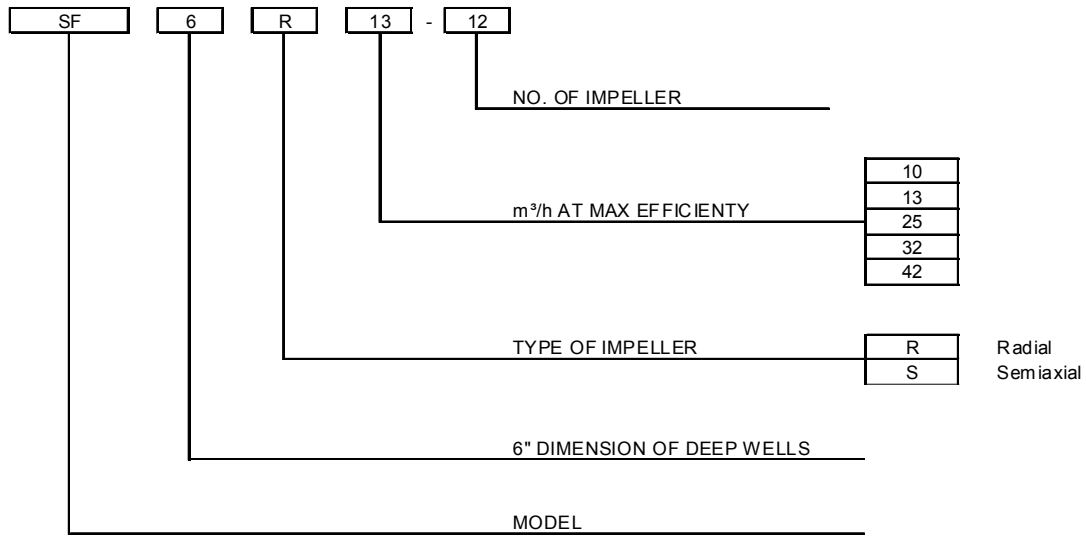 SF 6 R 13 - 12
NO. OF IMPELLER
10
13
m³/h AT MAX EFFICIENTY
25
32
42
TYPE OF IMPELLER
R Radial
S Semiaxial
6" DIMENSION OF DEEP WELLS
MODEL